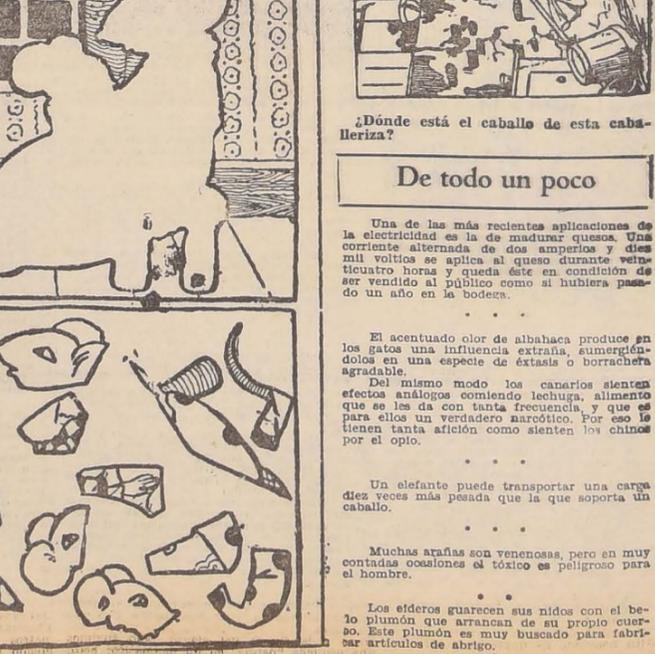 ¿Dónde está el caballo de esta caba-
lleriza?
De todo un poco
Una de las más recientes aplicaciones de
la electricidad es la de madurar quesos. Una
corriente alternada de dos amperios y diez
mil voltios se aplica al queso durante vein-
ticuatro horas y queda éste en condición de
ser vendido al público como si hubiera pasa-
do un año en la bodega.
El acentuado olor de albahaca produce en
los gatos una influencia extraña, sumergién-
dolos en una especie de éxtasis o borrachera
agradable.
Del mismo modo los canarios sienten
efectos análogos comiendo lechuga, alimento
que se les da con tanta frecuencia, y que es
para ellos un verdadero narcótico. Por eso le
tienen tanta afición como sienten los chinos
por el opio.
Un elefante puede transportar una carga
diez veces más pesada que la que soporta un
caballo.
Muchas arañas son venenosas, pero en muy
contadas ocasiones el tóxico es peligroso para
el hombre.
Los eideros guarecen sus nidos con el be-
lo plumón que arrancan de su propio cuer-
po. Este plumón es muy buscado para fabri-
car artículos de abrigo.